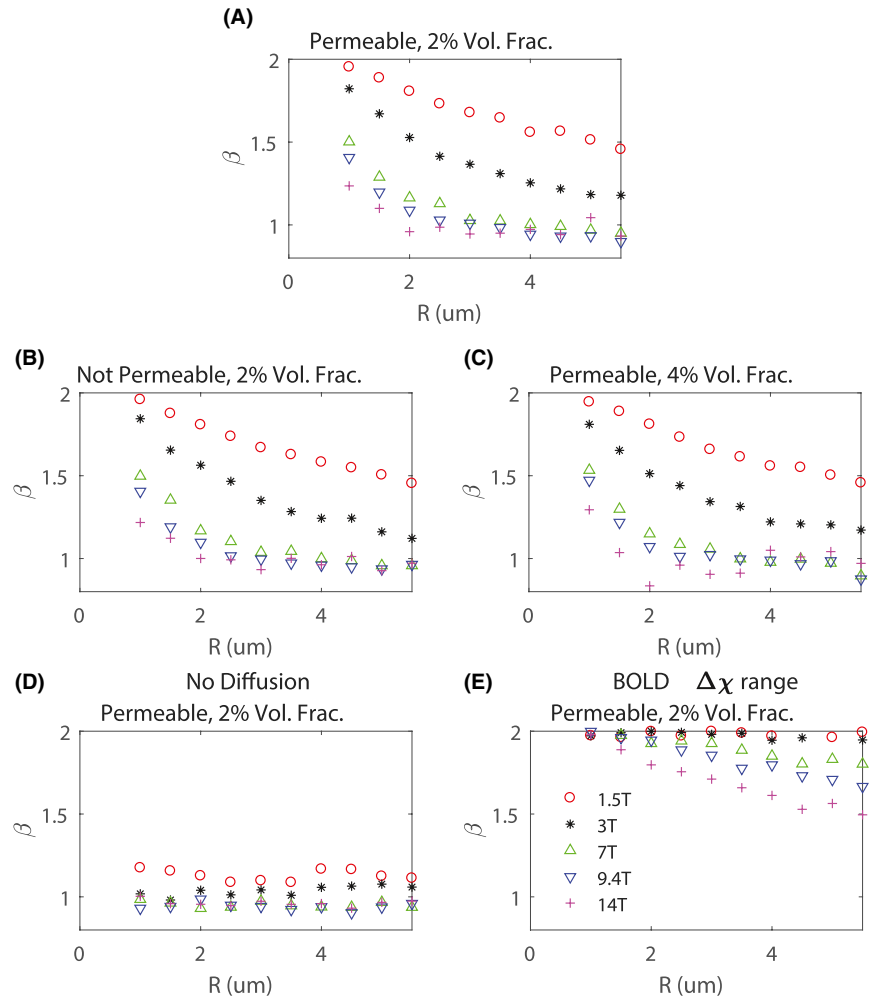 (A)
Permeable, 2% Vol. Frac.
2
1.5
1
β
0 2 4
R (um)
(B)
Not Permeable, 2% Vol. Frac.
2
1.5
1
β
0 2 4
R (um)
(C)
Permeable, 4% Vol. Frac.
2
1.5
1
β
0 2 4
R (um)
(D)
No Diffusion
Permeable, 2% Vol. Frac.
2
1.5
1
β
0 2 4
R (um)
(E)
BOLD Δχ range
Permeable, 2% Vol. Frac.
2
1.5
1
β
1.5T
3T
7T
9.4T
14T
0 2 4
R (um)